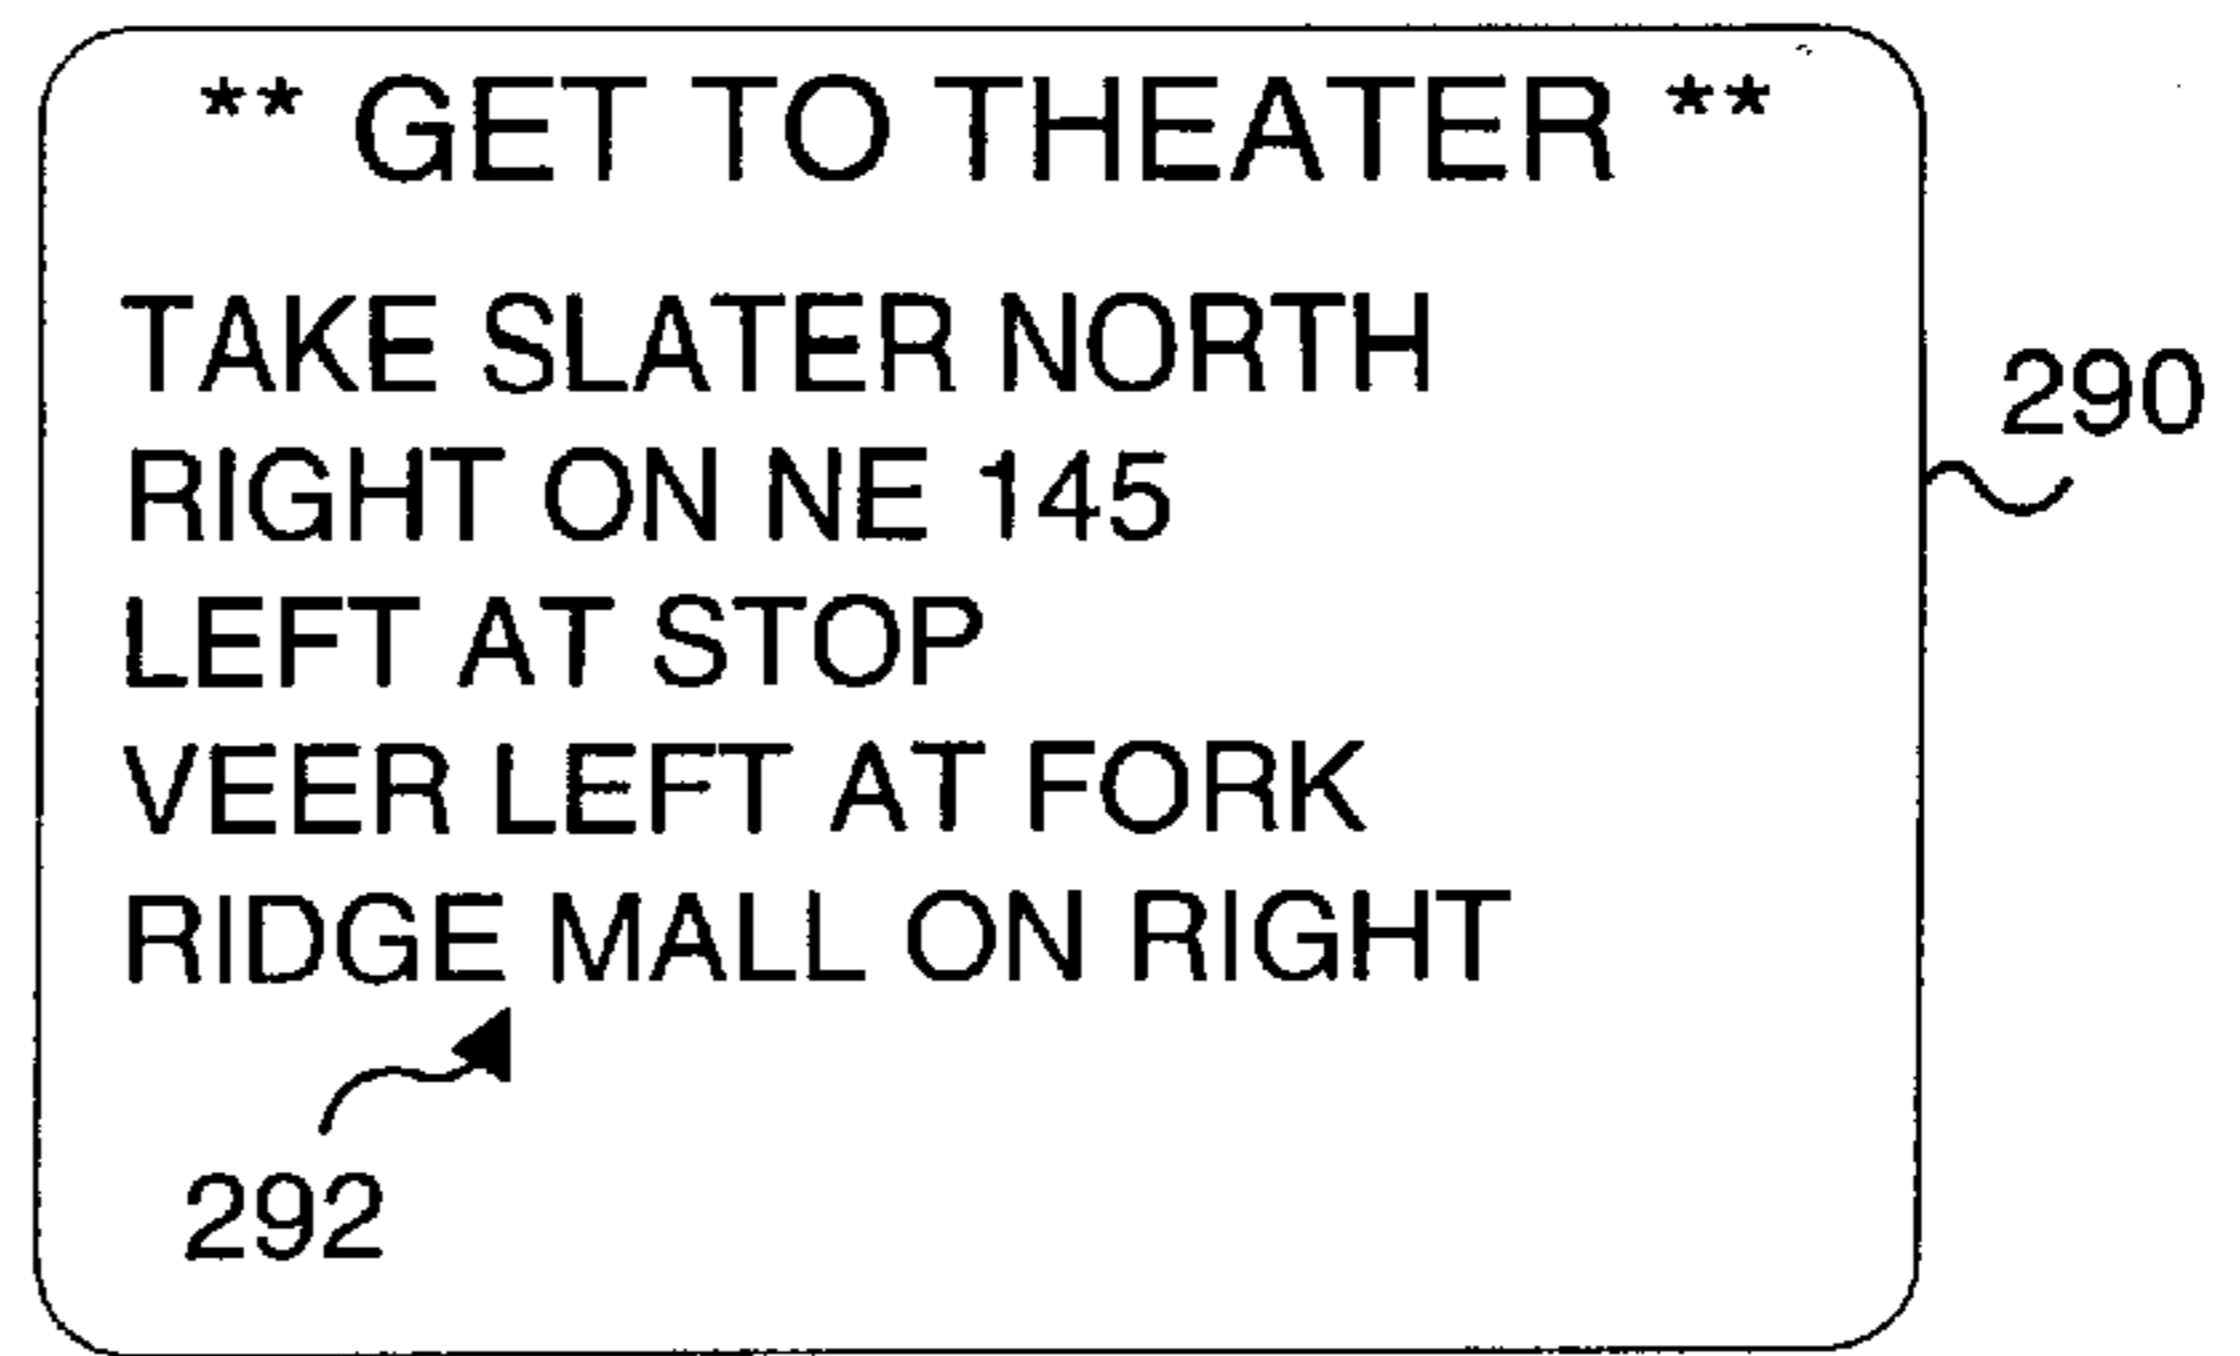 ** GET TO THEATER **
TAKE SLATER NORTH
RIGHT ON NE 145
LEFT AT STOP
VEER LEFT AT FORK
RIDGE MALL ON RIGHT
290
292